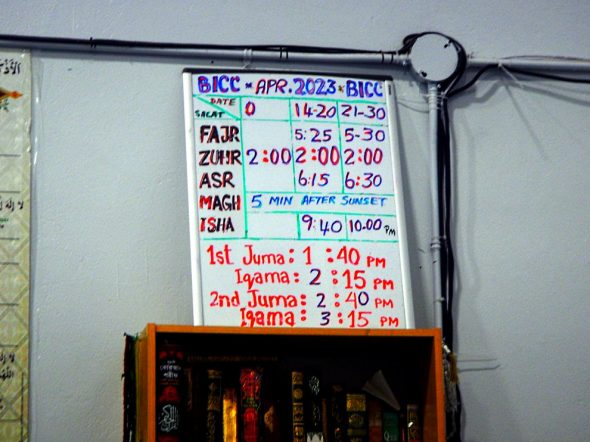 BICC * APR. 2023 * BICC
DATE 0 14-20 21-30
SALAT
FAJR 5:25 5-30
ZUHR 2:00 2:00 2:00
ASR 6:15 6:30
MAGH 5 MIN AFTER SUNSET
ISHA 9:40 10.00 PM
1st Juma: 1 :40 PM
Iqama: 2 : 15 PM
2nd Juma: 2 : 40 PM
Iqama: 3 : 15 PM